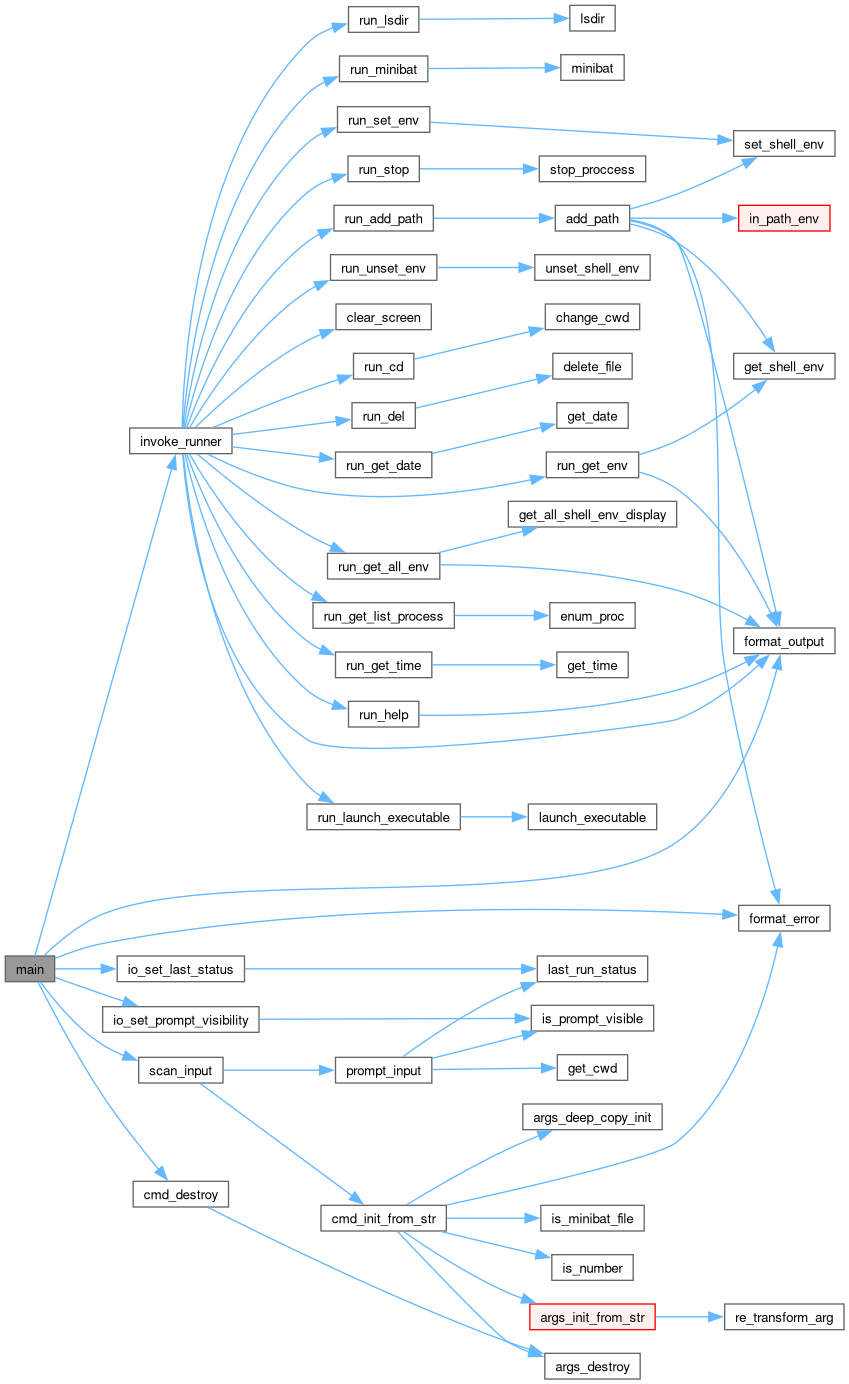 run_lsdir
lsdir
run_minibat
minibat
run_set_env
set_shell_env
run_stop
stop_proccess
run_add_path
add_path
in_path_env
run_unset_env
unset_shell_env
clear_screen
change_cwd
run_cd
delete_file
get_shell_env
run_del
get_date
invoke_runner
run_get_date
run_get_env
get_all_shell_env_display
run_get_all_env
run_get_list_process
enum_proc
format_output
run_get_time
get_time
run_help
run_launch_executable
launch_executable
format_error
main
io_set_last_status
last_run_status
io_set_prompt_visibility
is_prompt_visible
scan_input
prompt_input
get_cwd
args_deep_copy_init
cmd_destroy
cmd_init_from_str
is_minibat_file
is_number
args_init_from_str
re_transform_arg
args_destroy